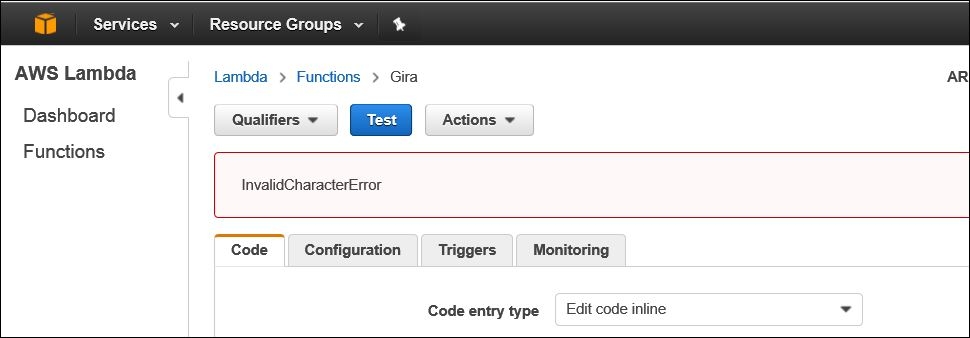 Services Resource Groups
AWS Lambda
Dashboard
Functions
Lambda > Functions > Gira
AR
Qualifiers Test Actions
InvalidCharacterError
Code Configuration Triggers Monitoring
Code entry type Edit code inline